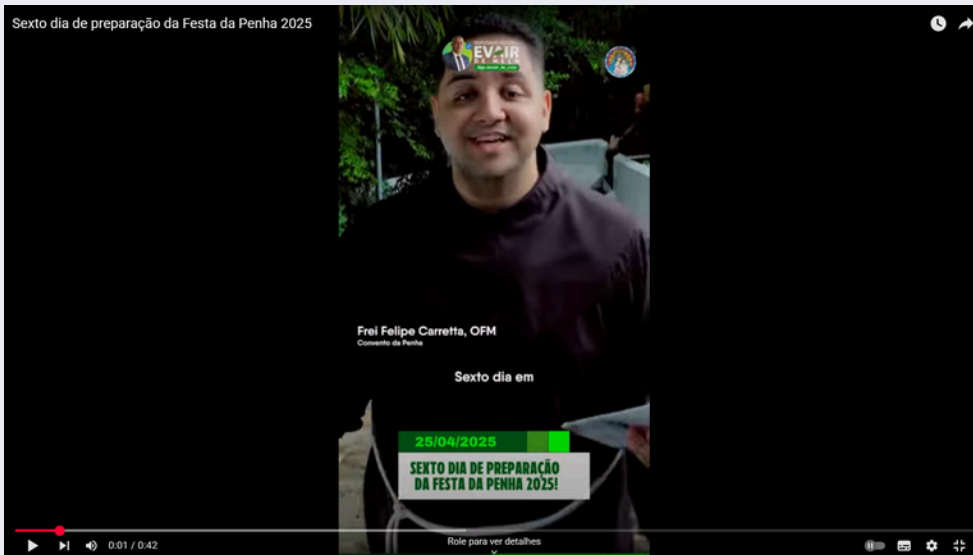 Sexto dia de preparação da Festa da Penha 2025
EVAIR
DE MELO
Frei Felipe Carretta, OFM
Convento da Penha
Sexto dia em
25/04/2025
SEXTO DIA DE PREPARAÇÃO
DA FESTA DA PENHA 2025!
0:01 / 0:42
Role para ver detalhes